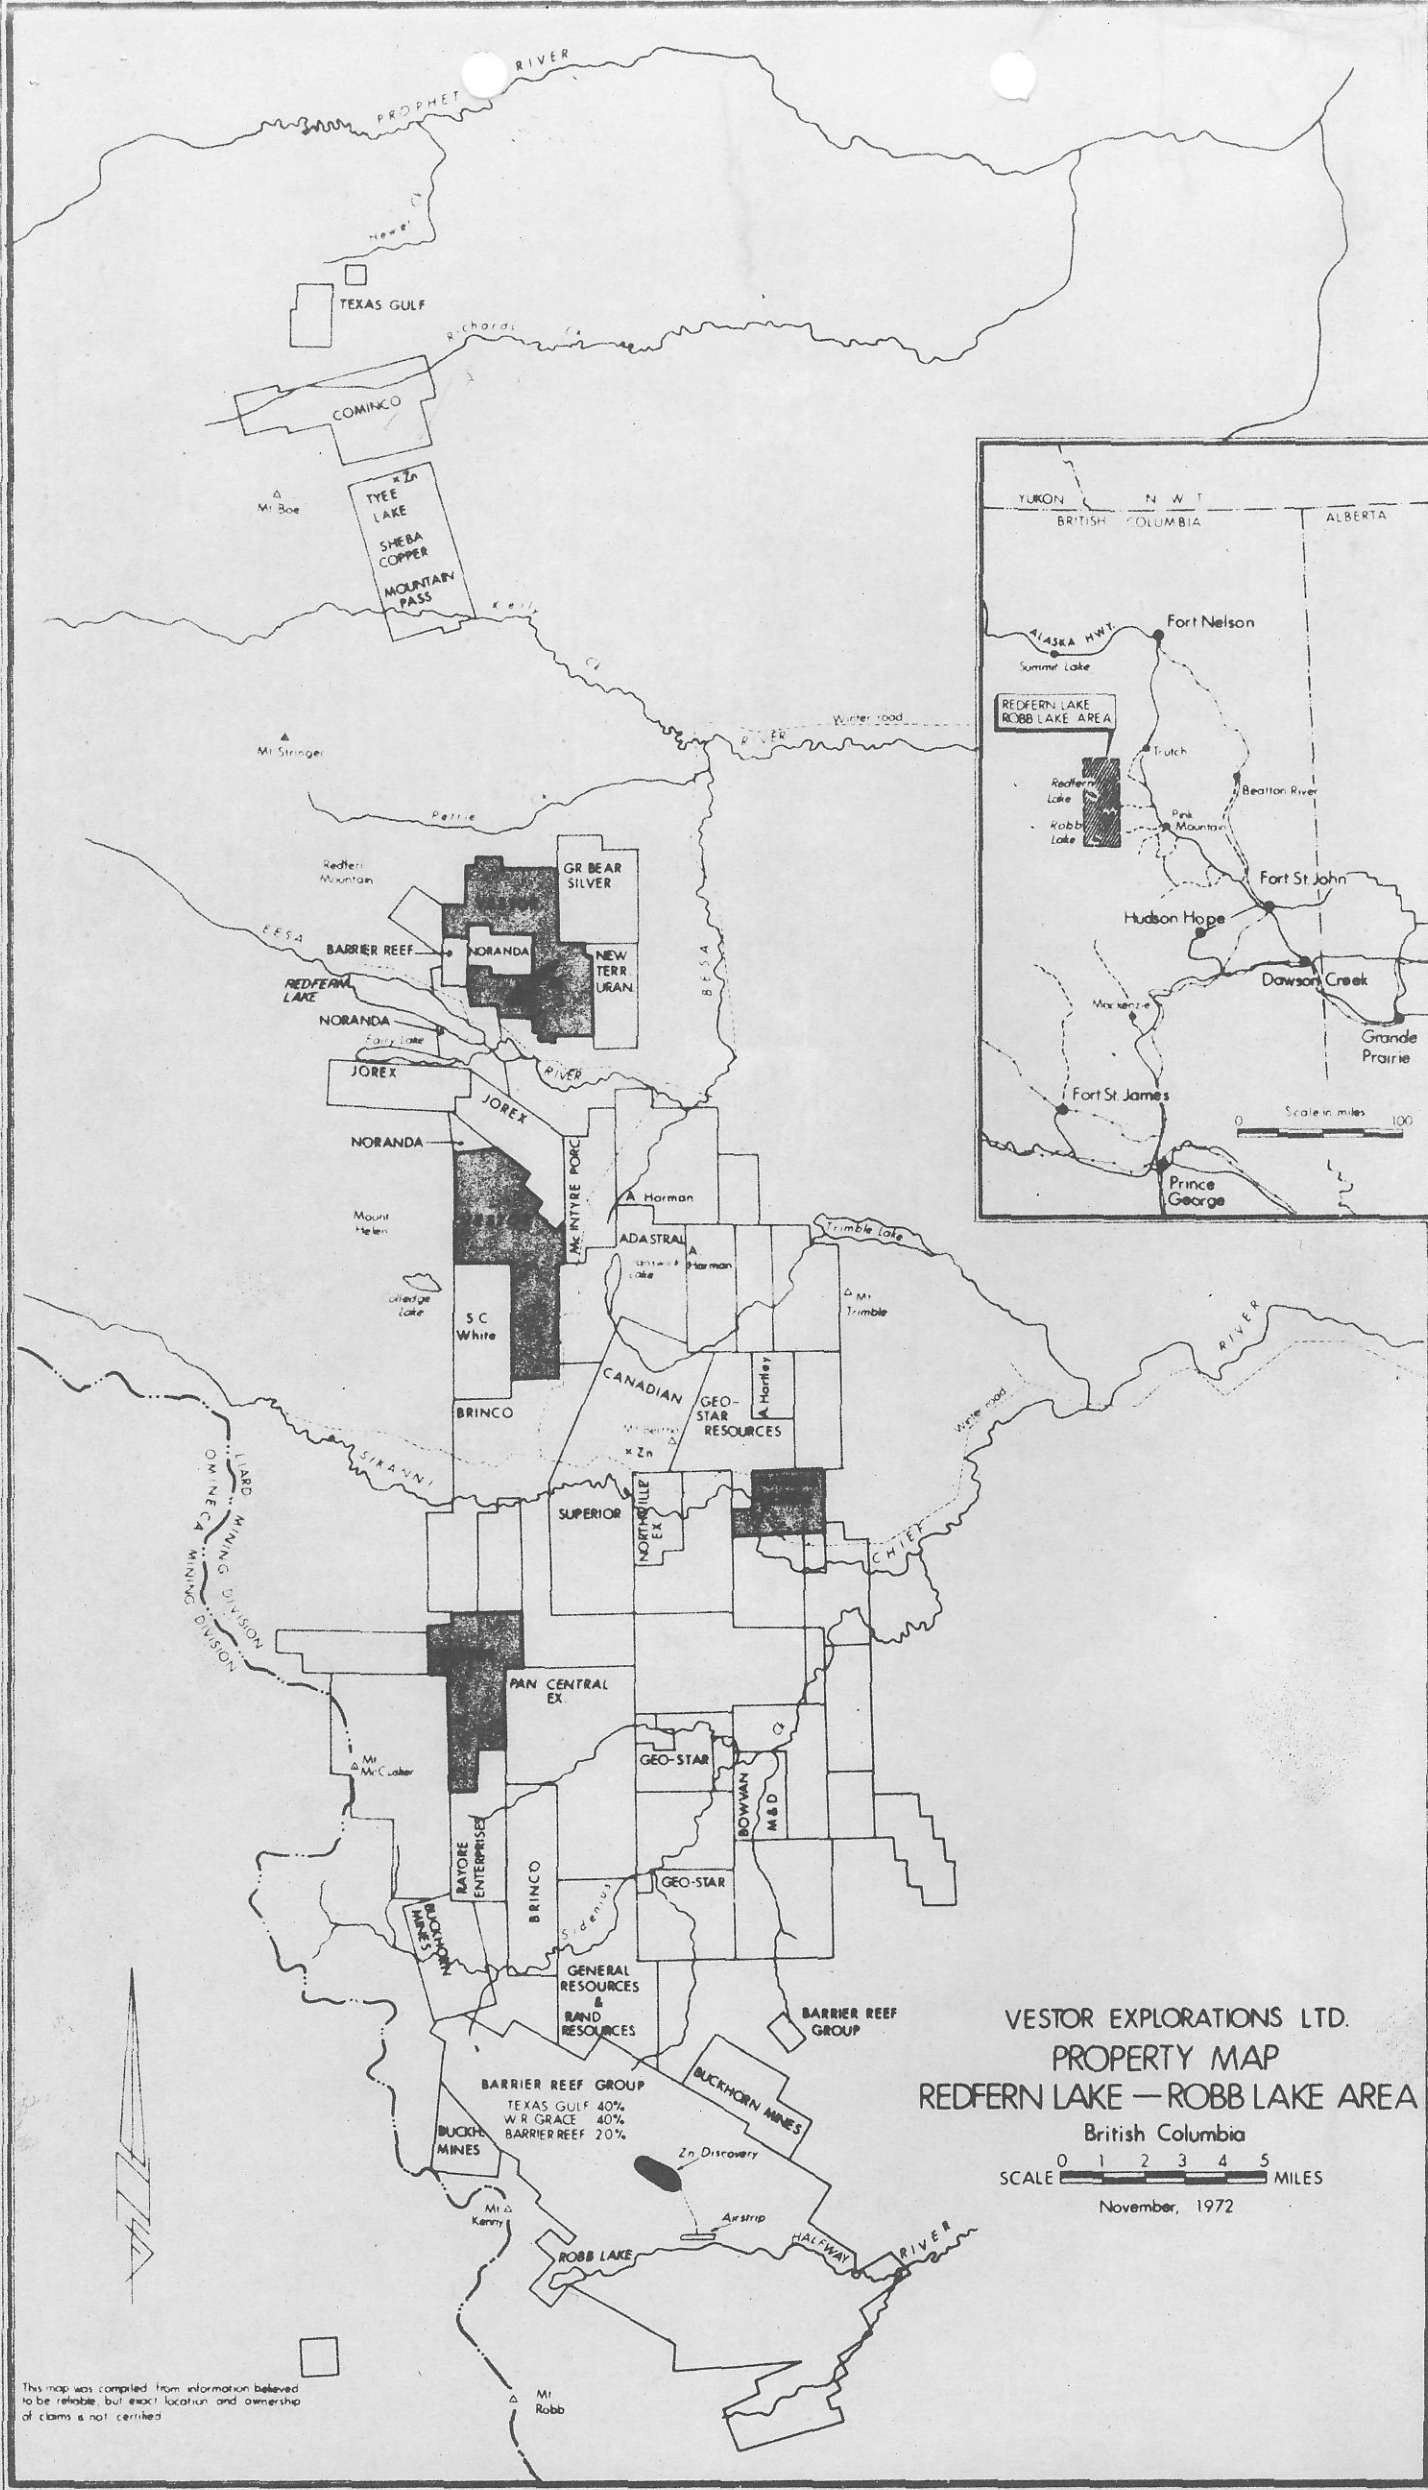 PROPHET RIVER
TEXAS GULF
Richards Ck
COMINCO
x Zn
TYEE
LAKE
SHEBA
COPPER
MOUNTAIN
PASS
Mt Boe
Ck
Winter road
RIVER
Mt Stringer
Petrie Ck
Mountain
GR BEAR
SILVER
BARRIER REEF
NORANDA
NEW
TERR
URAN.
BESA
REDFERN
LAKE
NORANDA
Fairy Lake
JOREX
RIVER
JOREX
NORANDA
Mc INTYRE PORC.
A Harman
Mount
Helen
ADASTRAL
A
Harman
Lake
Trimble Lake
Mt
Trimble
Lake
S C
White
CANADIAN
A Hartley
GEO-
STAR
RESOURCES
BRINCO
x Zn
SIKANNI
SUPERIOR
NORTHVILLE
EX
CHIEF
Winter road
RIVER
LIARD MINING DIVISION
OMINECA MINING DIVISION
PAN CENTRAL
EX.
Mt
McCusker
GEO-STAR
BOWVAN
M&D
RAYORE
ENTERPRISES
BRINCO
GEO-STAR
Sidenius
BUCKHORN
MINES
GENERAL
RESOURCES
&
RAND
RESOURCES
BARRIER REEF
GROUP
BUCKHORN MINES
BARRIER REEF GROUP
TEXAS GULF 40%
W R GRACE 40%
BARRIER REEF 20%
BUCKH.
MINES
Zn Discovery
Mt
Kenny
Airstrip
ROBB LAKE
HALFWAY RIVER
Mt
Robb
YUKON
N W T
BRITISH COLUMBIA
ALBERTA
ALASKA HWY.
Fort Nelson
Summit Lake
REDFERN LAKE
ROBB LAKE AREA
Trutch
Redfern
Lake
Beatton River
Robb
Lake
Pink
Mountain
Fort St. John
Hudson Hope
Dawson Creek
Mackenzie
Grande
Prairie
Fort St. James
Scale in miles
0 100
Prince
George
VESTOR EXPLORATIONS LTD.
PROPERTY MAP
REDFERN LAKE — ROBB LAKE AREA
British Columbia
0 1 2 3 4 5
SCALE MILES
November, 1972
This map was compiled from information believed
to be reliable, but exact location and ownership
of claims is not certified